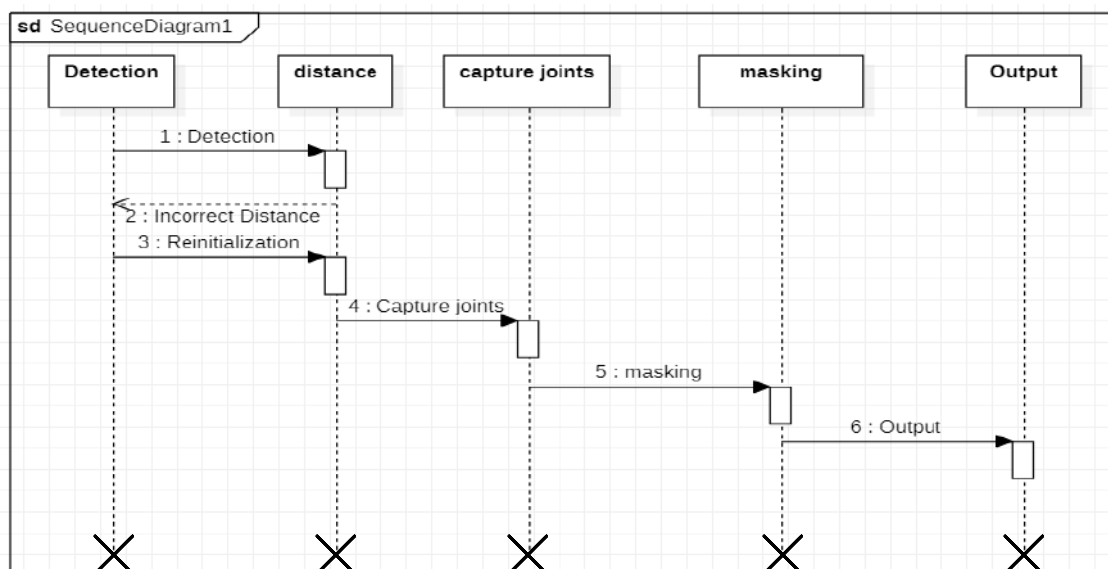 sd SequenceDiagram1
Detection
distance
capture joints
masking
Output
1 : Detection
2 : Incorrect Distance
3 : Reinitialization
4 : Capture joints
5 : masking
6 : Output